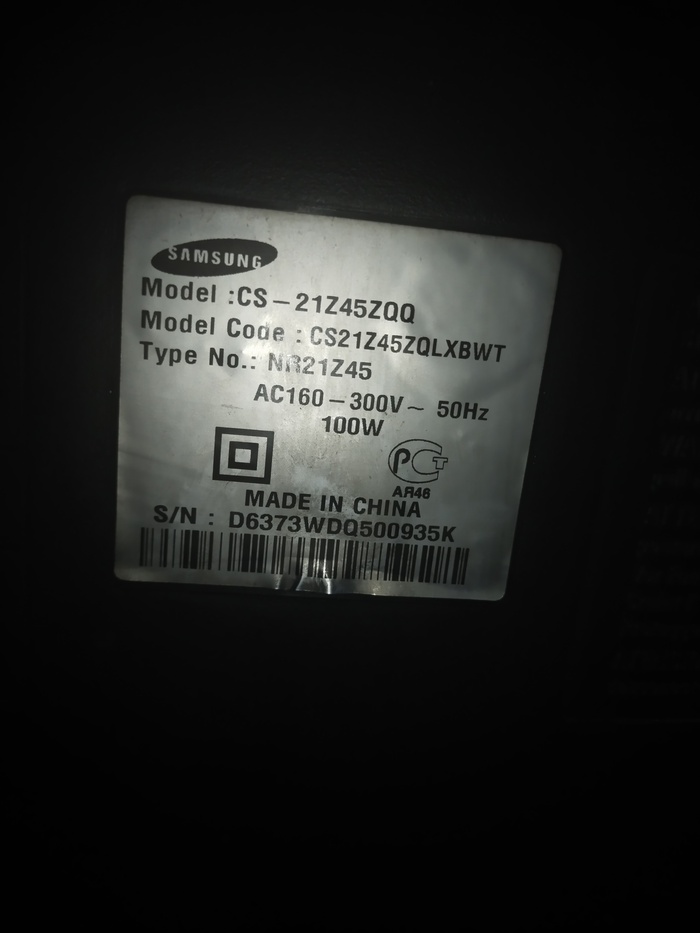 SAMSUNG
Model :CS-21Z45ZQQ
Model Code : CS21Z45ZQLXBWT
Type No.: NR21Z45
AC160-300V~ 50Hz
100W
РСТ
АЯ46
MADE IN CHINA
S/N : D6373WDQ500935K